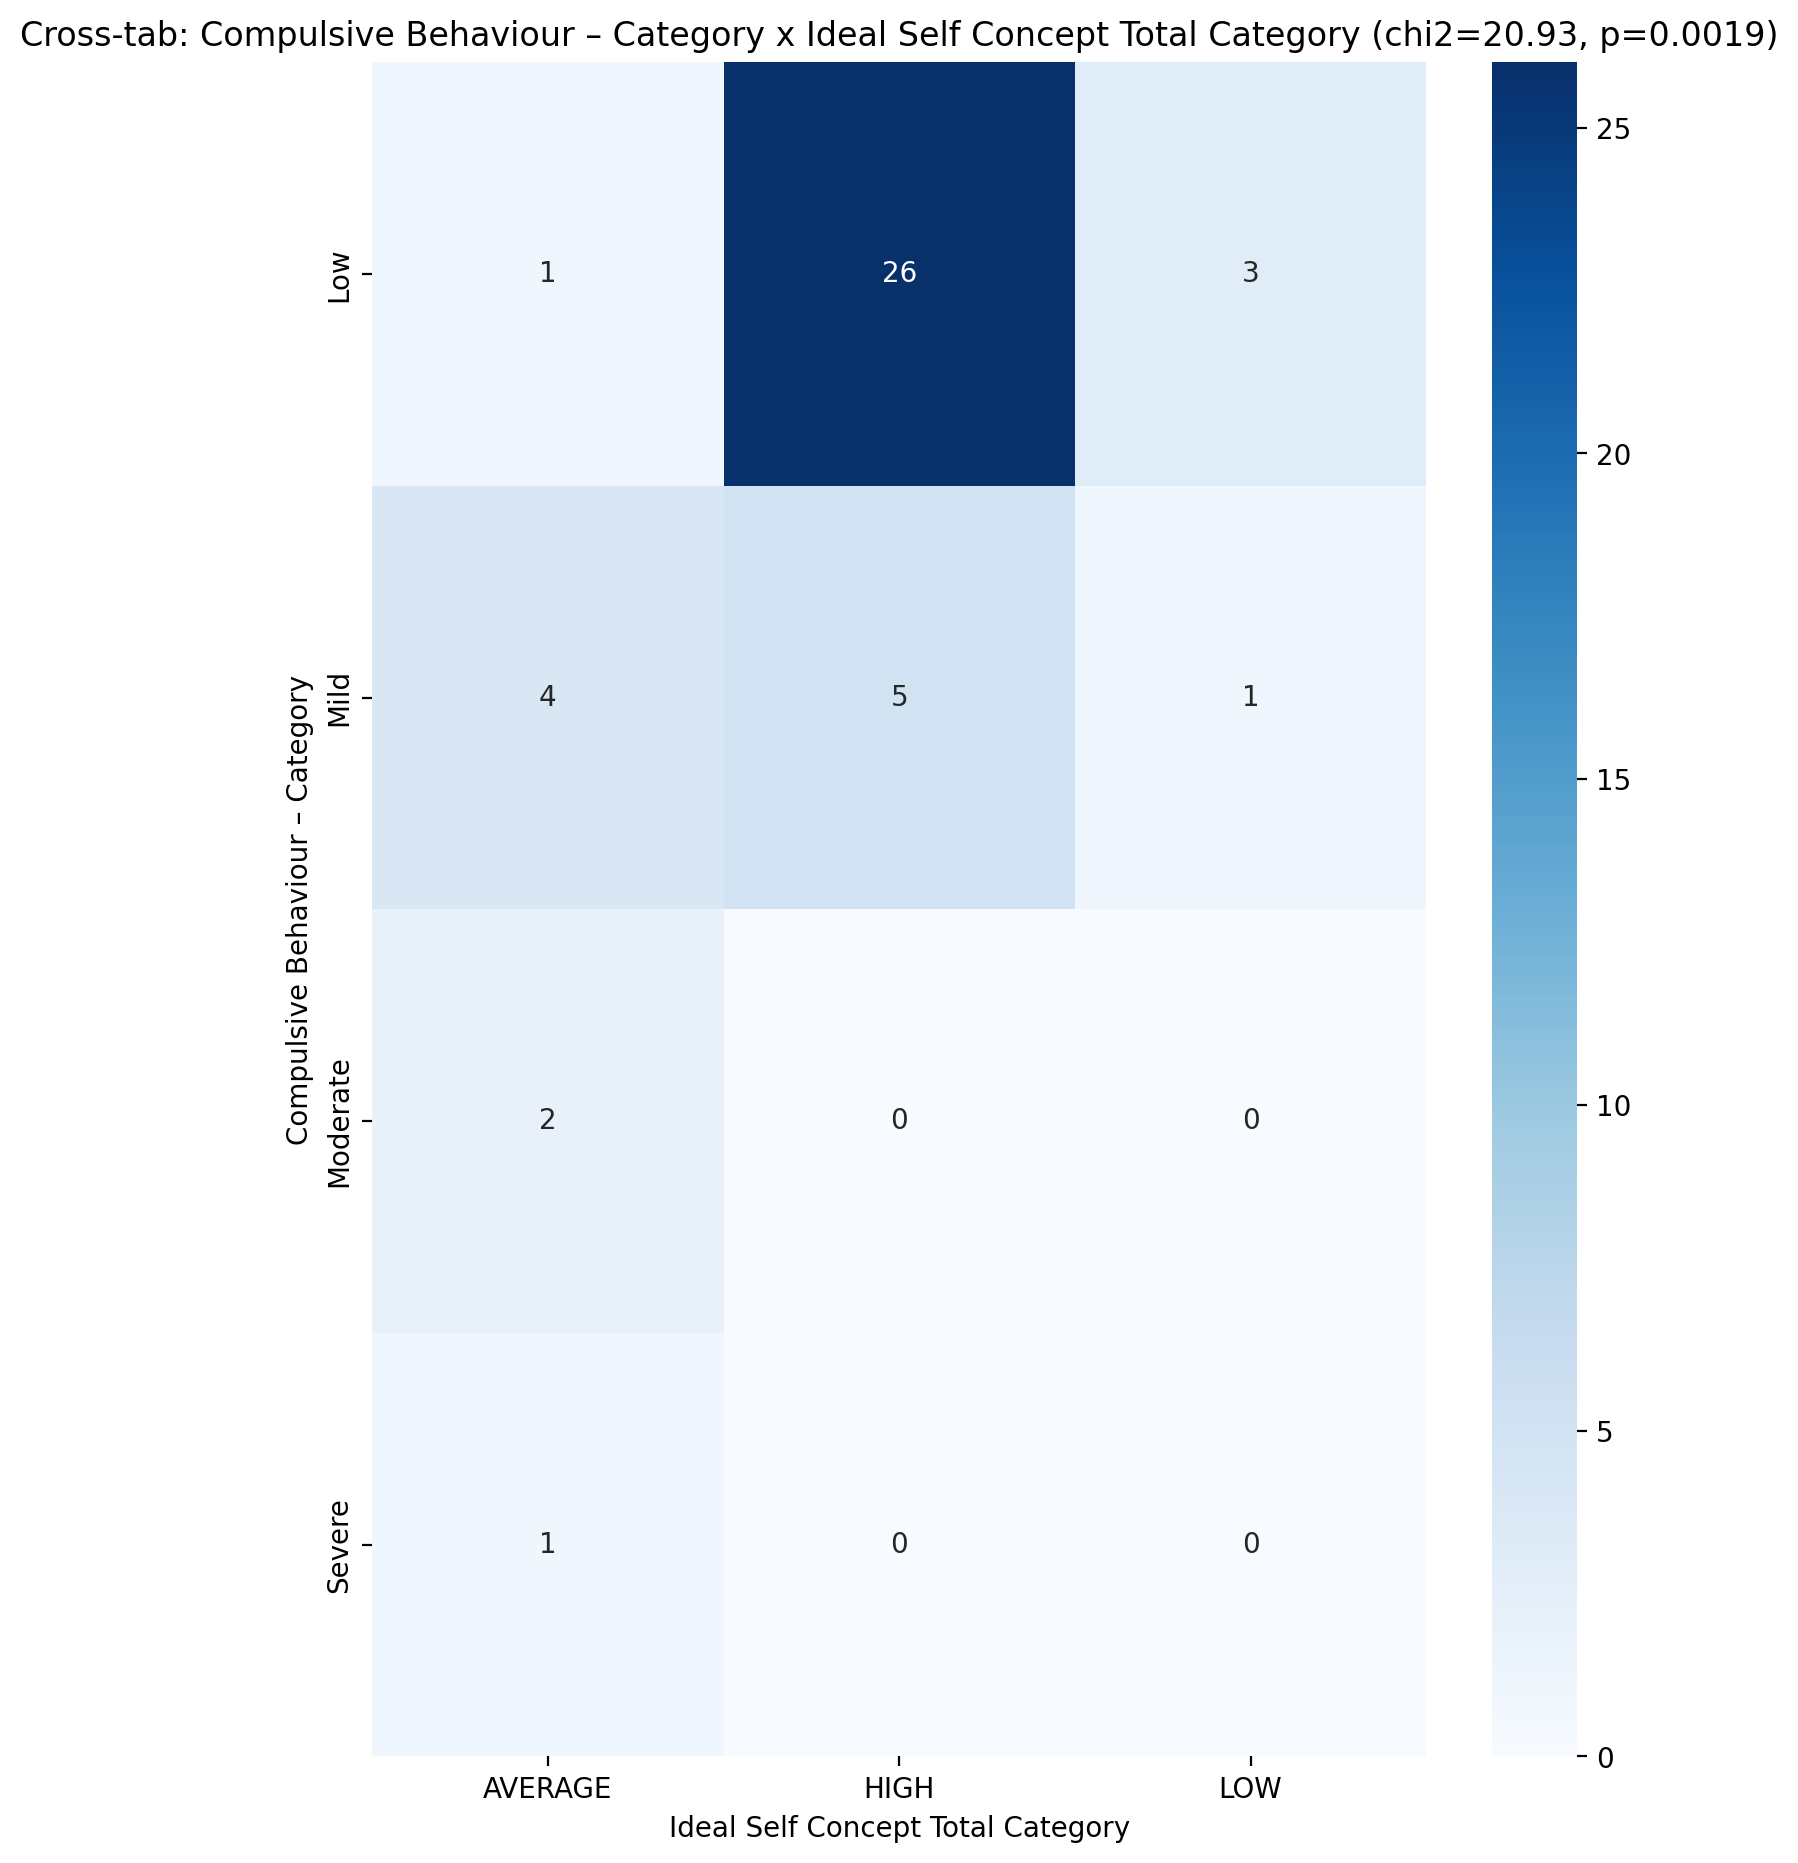 Cross-tab: Compulsive Behaviour – Category x Ideal Self Concept Total Category (chi2=20.93, p=0.0019)
Compulsive Behaviour – Category
Low
1
26
3
Mild
4
5
1
Moderate
2
0
0
Severe
1
0
0
AVERAGE
HIGH
LOW
Ideal Self Concept Total Category
25
20
15
10
5
0